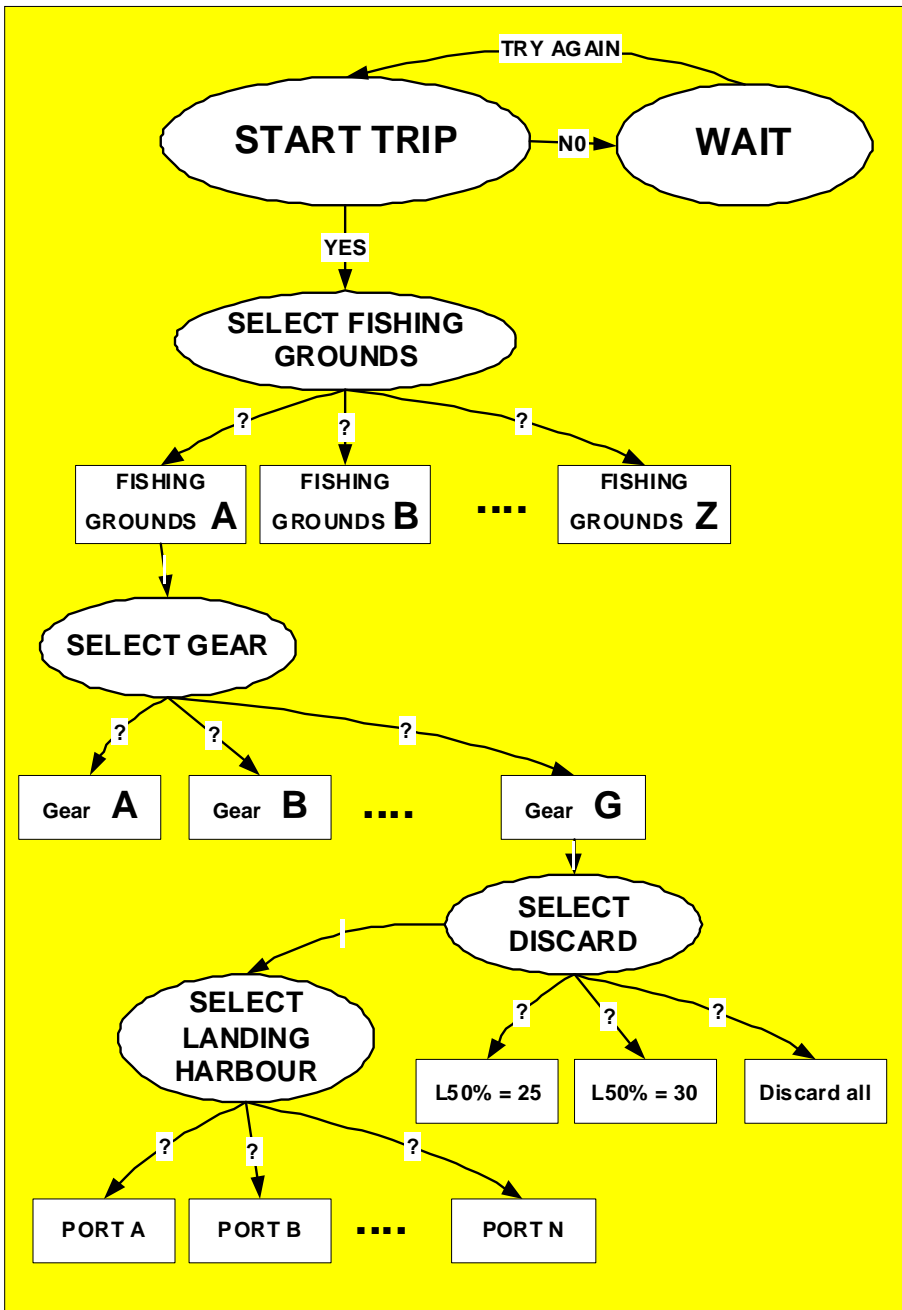 TRY AGAIN
START TRIP
N0
WAIT
YES
SELECT FISHING
GROUNDS
?
?
?
FISHING
GROUNDS A
FISHING
GROUNDS B
....
FISHING
GROUNDS Z
SELECT GEAR
?
?
?
Gear A
Gear B
....
Gear G
SELECT
DISCARD
SELECT
LANDING
HARBOUR
?
?
?
L50% = 25
L50% = 30
Discard all
?
?
?
PORT A
PORT B
....
PORT N